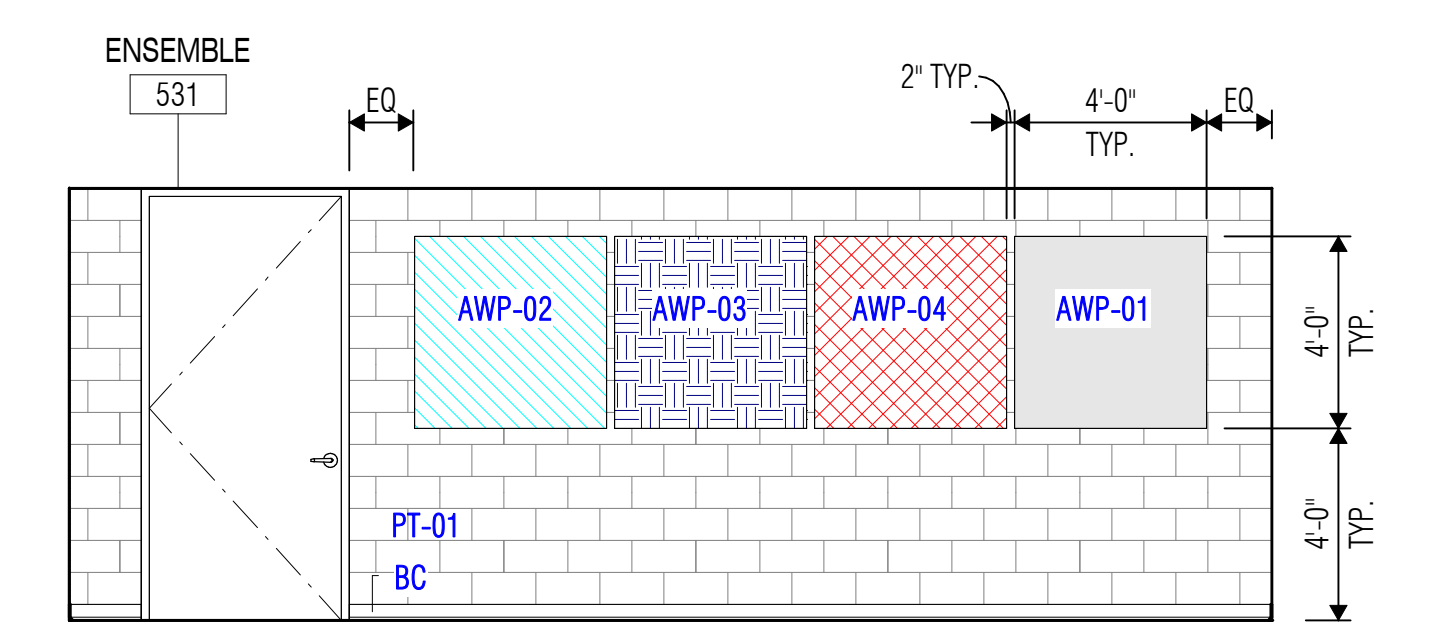 ENSEMBLE
531
EQ
2" TYP.
4'-0"
TYP.
EQ
AWP-02
AWP-03
AWP-04
AWP-01
4'-0"
TYP.
PT-01
BC
4'-0"
TYP.